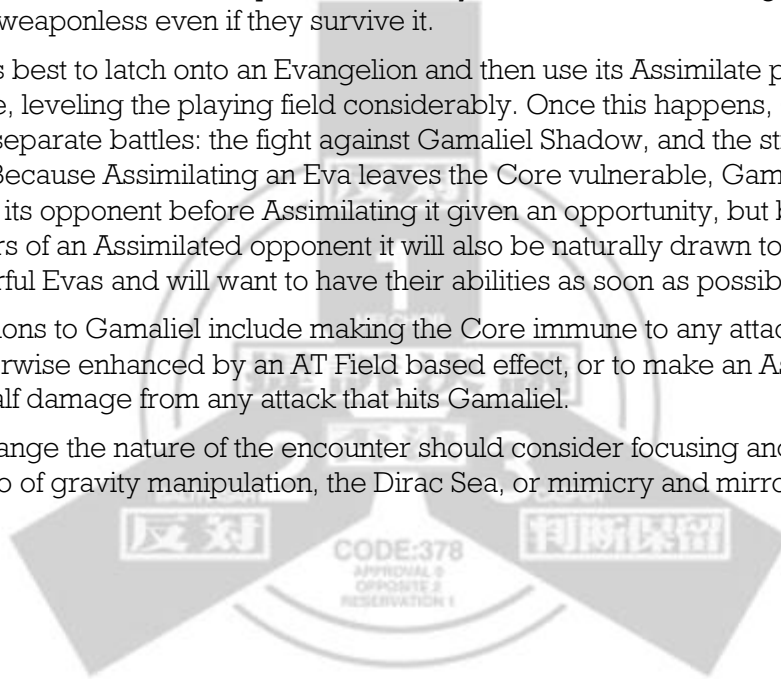 weaponless even if they survive it.
s best to latch onto an Evangelion and then use its Assimilate p
e, leveling the playing field considerably. Once this happens,
separate battles: the fight against Gamaliel Shadow, and the st
Because Assimilating an Eva leaves the Core vulnerable, Gam
its opponent before Assimilating it given an opportunity, but b
rs of an Assimilated opponent it will also be naturally drawn to
rful Evas and will want to have their abilities as soon as possib
ions to Gamaliel include making the Core immune to any attac
rwise enhanced by an AT Field based effect, or to make an As
alf damage from any attack that hits Gamaliel.
ange the nature of the encounter should consider focusing and
o of gravity manipulation, the Dirac Sea, or mimicry and mirro
1
2 3
反対 判断保留
CODE:378
APPROVAL 0
OPPOSITE 2
RESERVATION 1